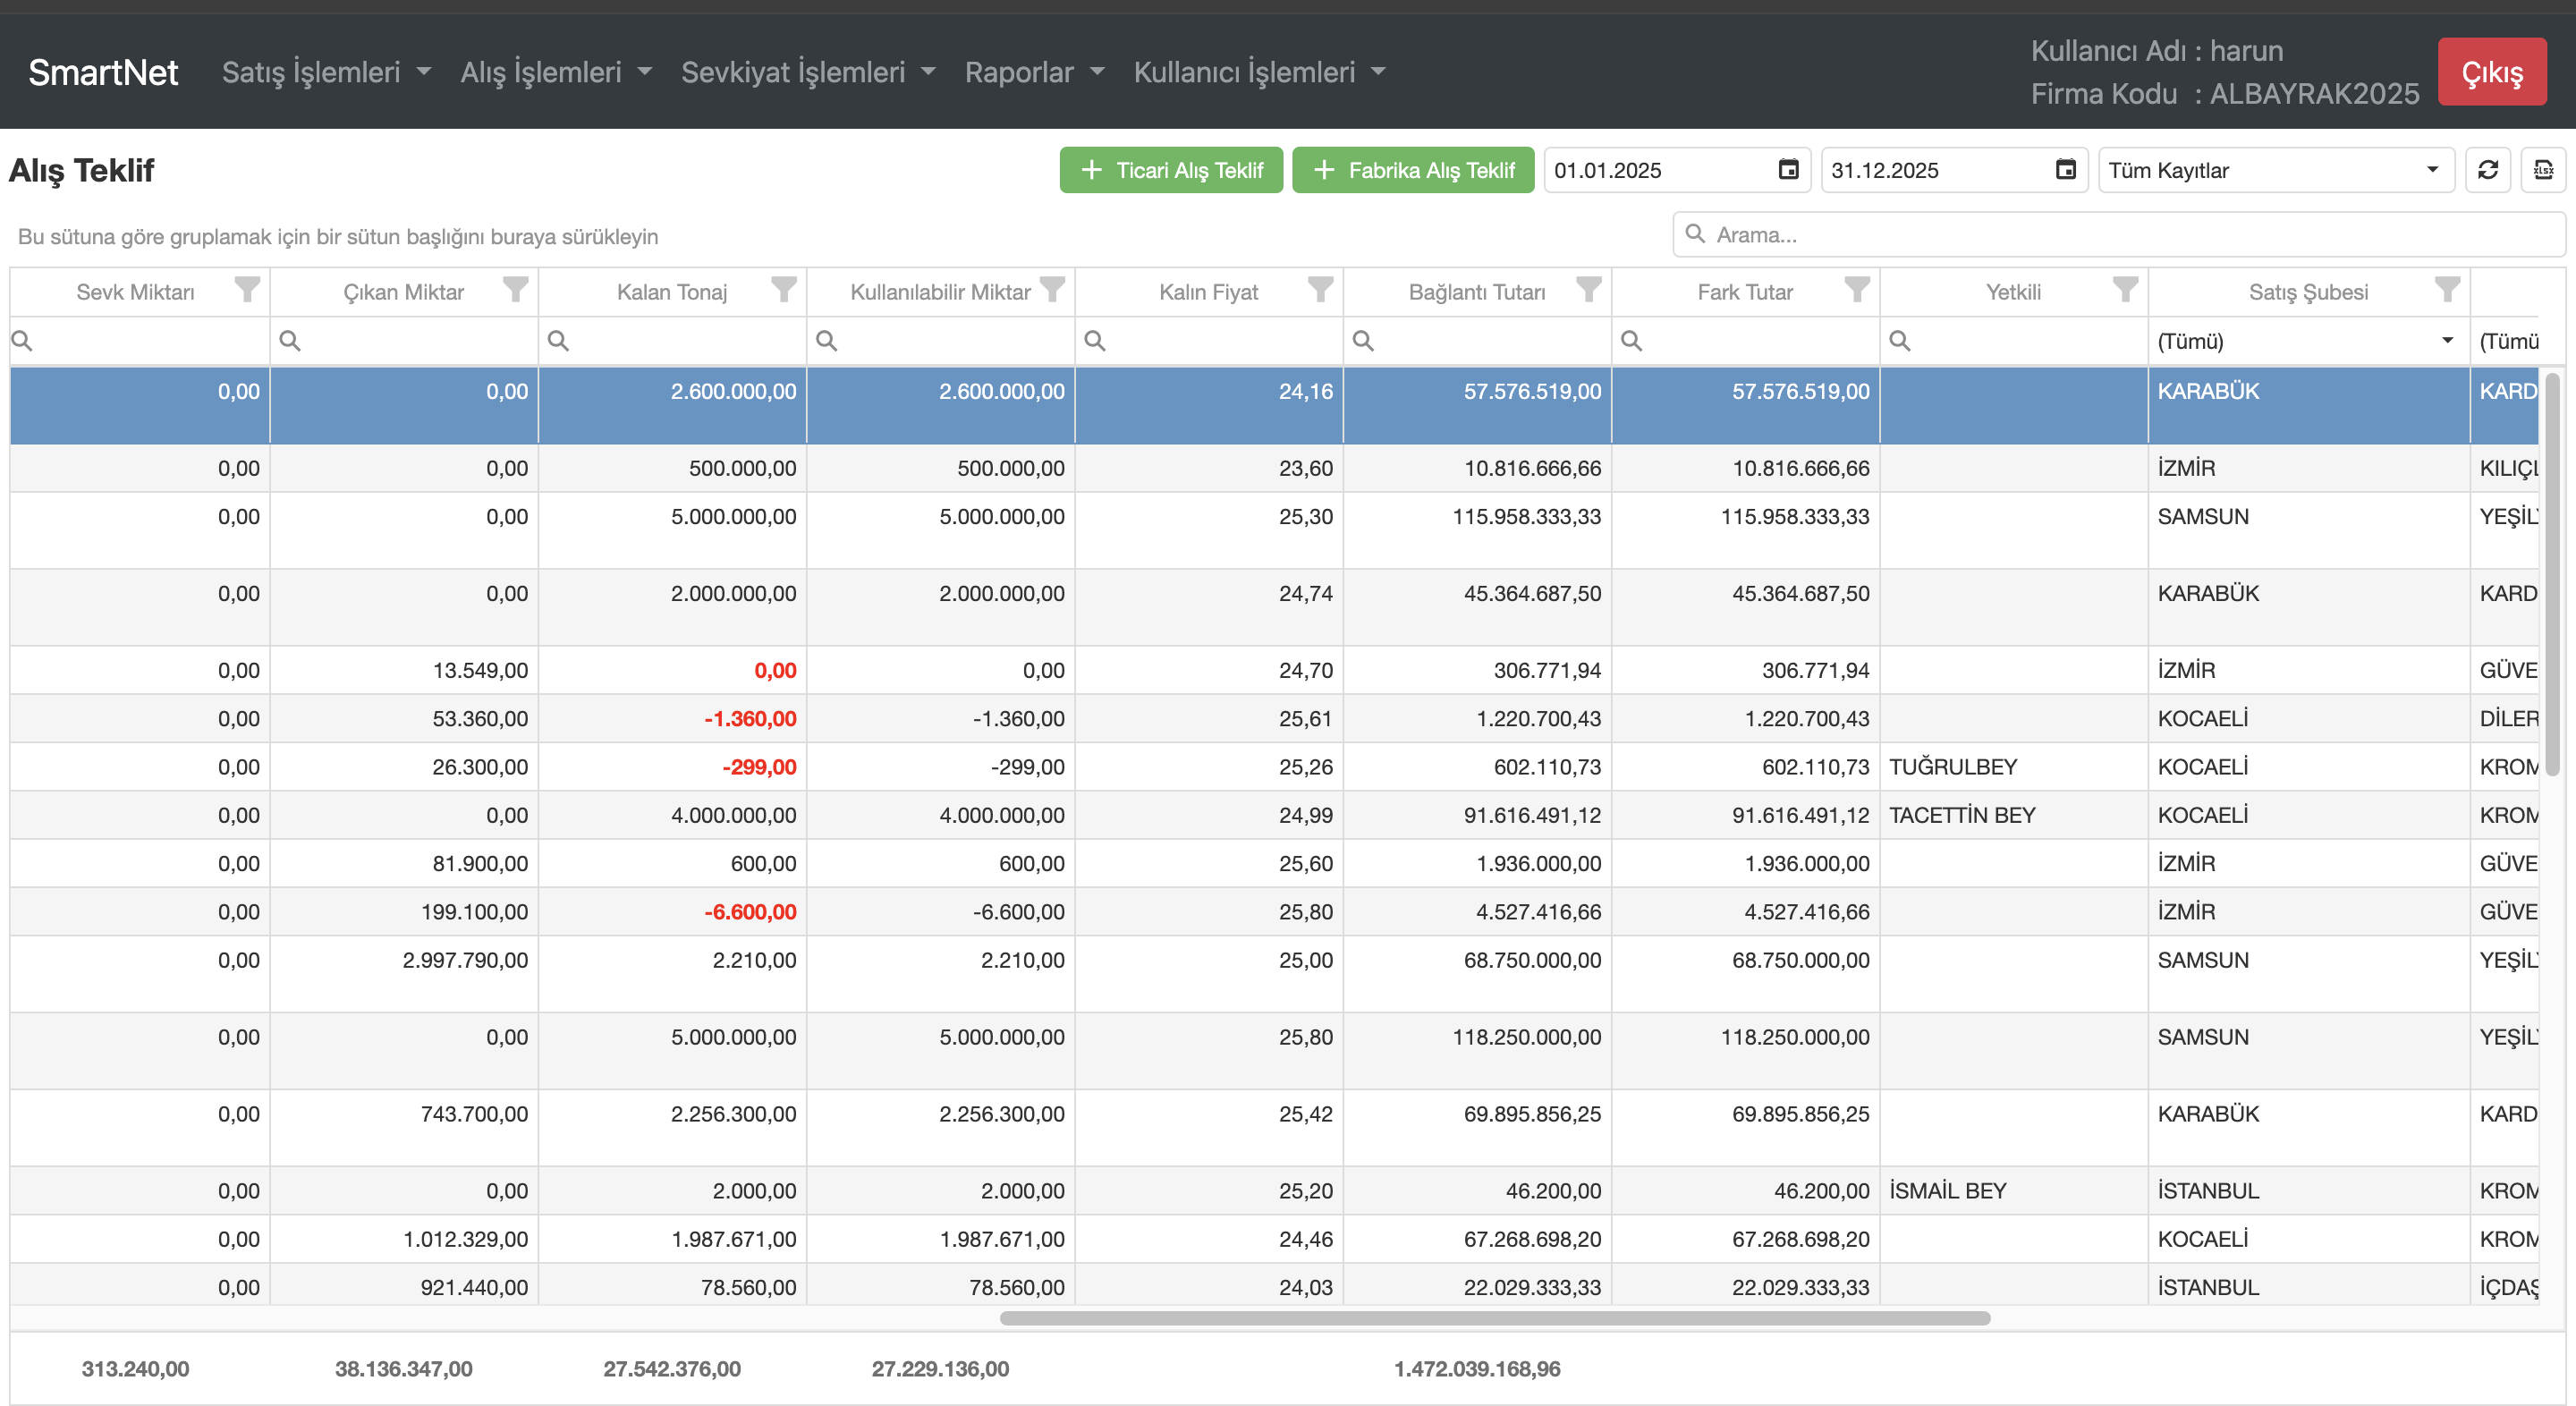 SmartNet Satış İşlemleri Alış İşlemleri Sevkiyat İşlemleri Raporlar Kullanıcı İşlemleri Kullanıcı Adı : harun Çıkış
Firma Kodu : ALBAYRAK2025
Alış Teklif + Ticari Alış Teklif + Fabrika Alış Teklif 01.01.2025 31.12.2025 Tüm Kayıtlar xlsx
Bu sütuna göre gruplamak için bir sütun başlığını buraya sürükleyin Arama...
Sevk Miktarı Çıkan Miktar Kalan Tonaj Kullanılabilir Miktar Kalın Fiyat Bağlantı Tutarı Fark Tutar Yetkili Satış Şubesi
(Tümü) (Tümü
0,00 0,00 2.600.000,00 2.600.000,00 24,16 57.576.519,00 57.576.519,00 KARABÜK KARD
0,00 0,00 500.000,00 500.000,00 23,60 10.816.666,66 10.816.666,66 İZMİR KILIÇL
0,00 0,00 5.000.000,00 5.000.000,00 25,30 115.958.333,33 115.958.333,33 SAMSUN YEŞİLY
0,00 0,00 2.000.000,00 2.000.000,00 24,74 45.364.687,50 45.364.687,50 KARABÜK KARD
0,00 13.549,00 0,00 0,00 24,70 306.771,94 306.771,94 İZMİR GÜVE
0,00 53.360,00 -1.360,00 -1.360,00 25,61 1.220.700,43 1.220.700,43 KOCAELİ DİLER
0,00 26.300,00 -299,00 -299,00 25,26 602.110,73 602.110,73 TUĞRULBEY KOCAELİ KROM
0,00 0,00 4.000.000,00 4.000.000,00 24,99 91.616.491,12 91.616.491,12 TACETTİN BEY KOCAELİ KROM
0,00 81.900,00 600,00 600,00 25,60 1.936.000,00 1.936.000,00 İZMİR GÜVE
0,00 199.100,00 -6.600,00 -6.600,00 25,80 4.527.416,66 4.527.416,66 İZMİR GÜVE
0,00 2.997.790,00 2.210,00 2.210,00 25,00 68.750.000,00 68.750.000,00 SAMSUN YEŞİLY
0,00 0,00 5.000.000,00 5.000.000,00 25,80 118.250.000,00 118.250.000,00 SAMSUN YEŞİLY
0,00 743.700,00 2.256.300,00 2.256.300,00 25,42 69.895.856,25 69.895.856,25 KARABÜK KARD
0,00 0,00 2.000,00 2.000,00 25,20 46.200,00 46.200,00 İSMAİL BEY İSTANBUL KROM
0,00 1.012.329,00 1.987.671,00 1.987.671,00 24,46 67.268.698,20 67.268.698,20 KOCAELİ KROM
0,00 921.440,00 78.560,00 78.560,00 24,03 22.029.333,33 22.029.333,33 İSTANBUL İÇDAŞ
313.240,00 38.136.347,00 27.542.376,00 27.229.136,00 1.472.039.168,96